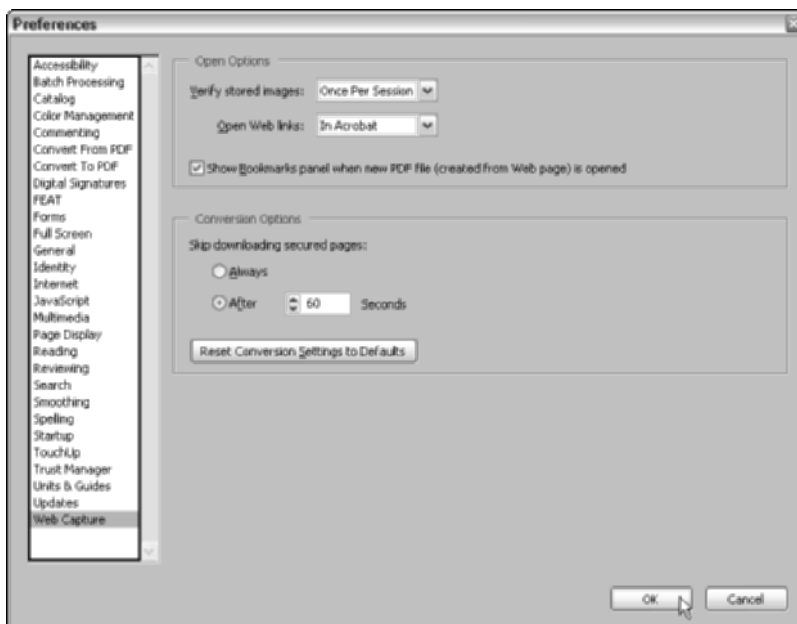 Preferences
Accessibility
Batch Processing
Catalog
Color Management
Commenting
Convert From PDF
Convert To PDF
Digital Signatures
FEAT
Forms
Full Screen
General
Identity
Internet
JavaScript
Multimedia
Page Display
Reading
Reviewing
Search
Smoothing
Spelling
Startup
TouchUp
Trust Manager
Units & Guides
Updates
Web Capture
Open Options
Verify stored images: Once Per Session
Open Web links: In Acrobat
Show Bookmarks panel when new PDF file (created from Web page) is opened
Conversion Options
Skip downloading secured pages:
Always
After 60 Seconds
Reset Conversion Settings to Defaults
OK Cancel